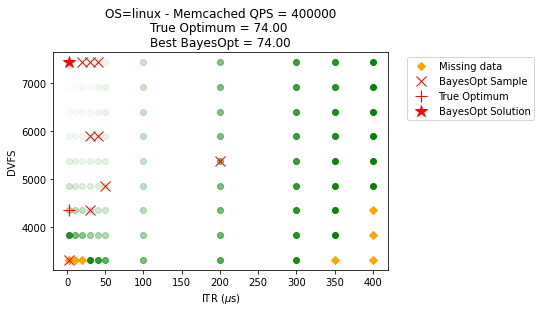 OS=linux - Memcached QPS = 400000
True Optimum = 74.00
Best BayesOpt = 74.00
Missing data
BayesOpt Sample
True Optimum
BayesOpt Solution
DVFS
7000
6000
5000
4000
0
50
100
150
200
250
300
350
400
ITR (μs)